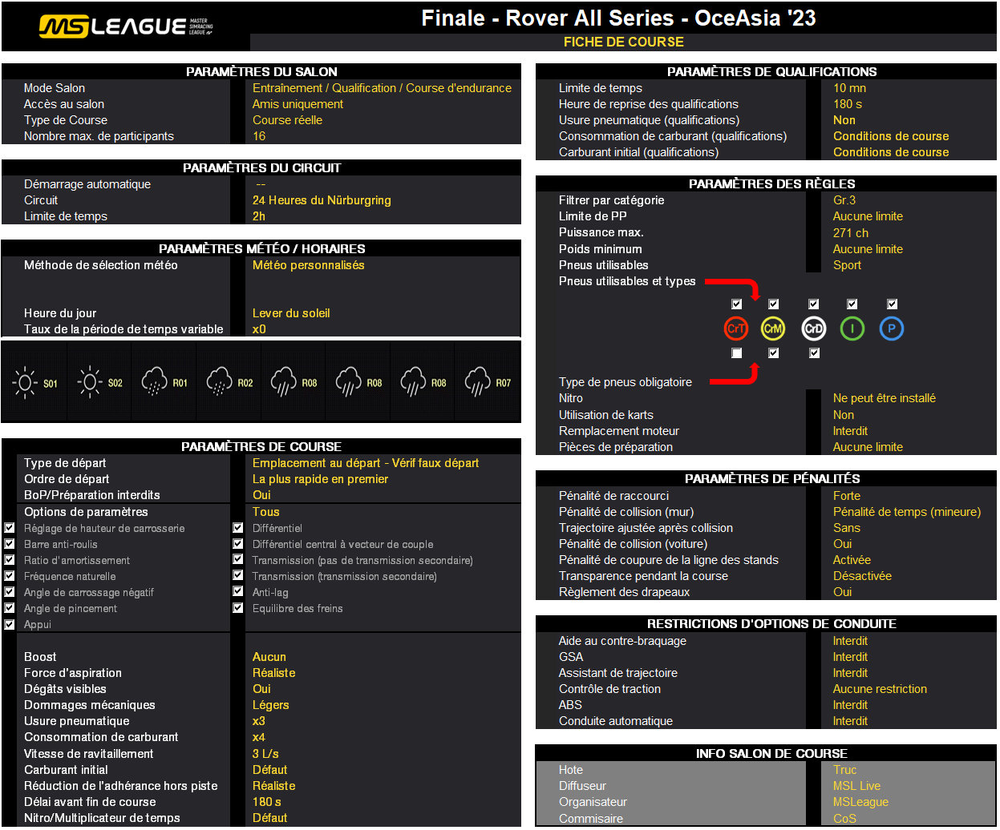 MS LEAGUE MASTER SIMRACING LEAGUE
Finale - Rover All Series - OceAsia '23
FICHE DE COURSE
PARAMÈTRES DU SALON
Mode Salon Entraînement / Qualification / Course d'endurance
Accès au salon Amis uniquement
Type de Course Course réelle
Nombre max. de participants 16
PARAMÈTRES DU CIRCUIT
Démarrage automatique --
Circuit 24 Heures du Nürburgring
Limite de temps 2h
PARAMÈTRES MÉTÉO / HORAIRES
Méthode de sélection météo Météo personnalisés
Heure du jour Lever du soleil
Taux de la période de temps variable x0
S01 S02 R01 R02 R08 R08 R08 R07
PARAMÈTRES DE COURSE
Type de départ Emplacement au départ - Vérif faux départ
Ordre de départ La plus rapide en premier
BoP/Préparation interdits Oui
Options de paramètres Tous
Réglage de hauteur de carrosserie Différentiel
Barre anti-roulis Différentiel central à vecteur de couple
Ratio d'amortissement Transmission (pas de transmission secondaire)
Fréquence naturelle Transmission (transmission secondaire)
Angle de carrossage négatif Anti-lag
Angle de pincement Equilibre des freins
Appui
Boost Aucun
Force d'aspiration Réaliste
Dégâts visibles Oui
Dommages mécaniques Légers
Usure pneumatique x3
Consommation de carburant x4
Vitesse de ravitaillement 3 L/s
Carburant initial Défaut
Réduction de l'adhérance hors piste Réaliste
Délai avant fin de course 180 s
Nitro/Multiplicateur de temps Défaut
PARAMÈTRES DE QUALIFICATIONS
Limite de temps 10 mn
Heure de reprise des qualifications 180 s
Usure pneumatique (qualifications) Non
Consommation de carburant (qualifications) Conditions de course
Carburant initial (qualifications) Conditions de course
PARAMÈTRES DES RÈGLES
Filtrer par catégorie Gr.3
Limite de PP Aucune limite
Puissance max. 271 ch
Poids minimum Aucune limite
Pneus utilisables Sport
Pneus utilisables et types
CrT CrM CrD I P
Type de pneus obligatoire
Nitro Ne peut être installé
Utilisation de karts Non
Remplacement moteur Interdit
Pièces de préparation Aucune limite
PARAMÈTRES DE PÉNALITÉS
Pénalité de raccourci Forte
Pénalité de collision (mur) Pénalité de temps (mineure)
Trajectoire ajustée après collision Sans
Pénalité de collision (voiture) Oui
Pénalité de coupure de la ligne des stands Activée
Transparence pendant la course Désactivée
Règlement des drapeaux Oui
RESTRICTIONS D'OPTIONS DE CONDUITE
Aide au contre-braquage Interdit
GSA Interdit
Assistant de trajectoire Interdit
Contrôle de traction Aucune restriction
ABS Interdit
Conduite automatique Interdit
INFO SALON DE COURSE
Hote Truc
Diffuseur MSL Live
Organisateur MSLeague
Commisaire CoS